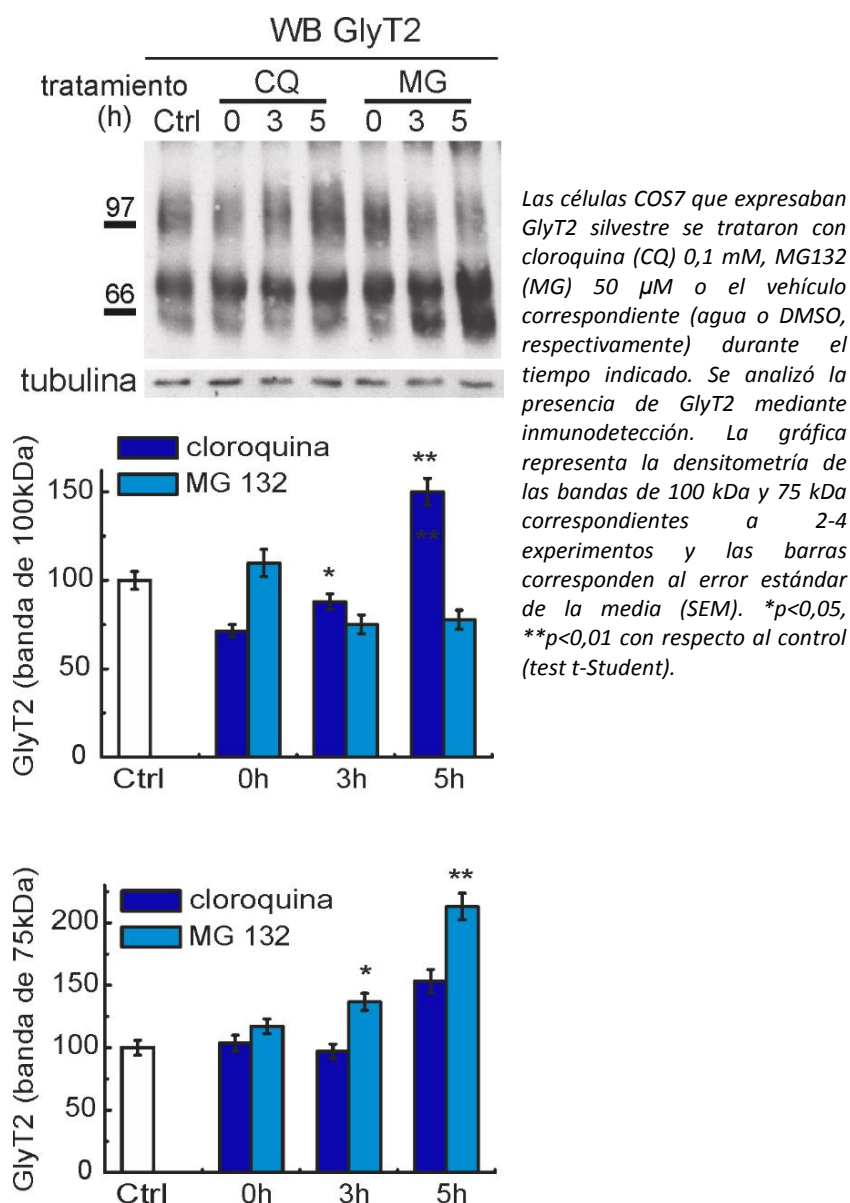 WB GlyT2
tratamiento CQ MG
(h) Ctrl 0 3 5 0 3 5
97
66
tubulina
Las células COS7 que expresaban
GlyT2 silvestre se trataron con
cloroquina (CQ) 0,1 mM, MG132
(MG) 50 µM o el vehículo
correspondiente (agua o DMSO,
respectivamente) durante el
tiempo indicado. Se analizó la
presencia de GlyT2 mediante
inmunodetección. La gráfica
representa la densitometría de
las bandas de 100 kDa y 75 kDa
correspondientes a 2-4
experimentos y las barras
corresponden al error estándar
de la media (SEM). *p<0,05,
**p<0,01 con respecto al control
(test t-Student).
GlyT2 (banda de 100kDa)
cloroquina
MG 132
**
**
*
150
100
50
0
Ctrl 0h 3h 5h
GlyT2 (banda de 75kDa)
cloroquina
MG 132
**
*
200
150
100
50
0
Ctrl 0h 3h 5h